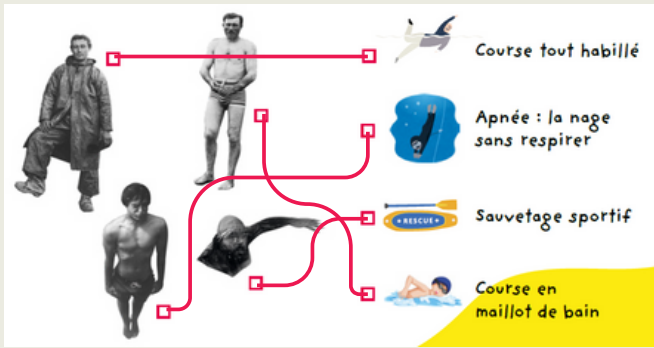 Course tout habillé
Apnée : la nage
sans respirer
RESCUE
Sauvetage sportif
Course en
maillot de bain